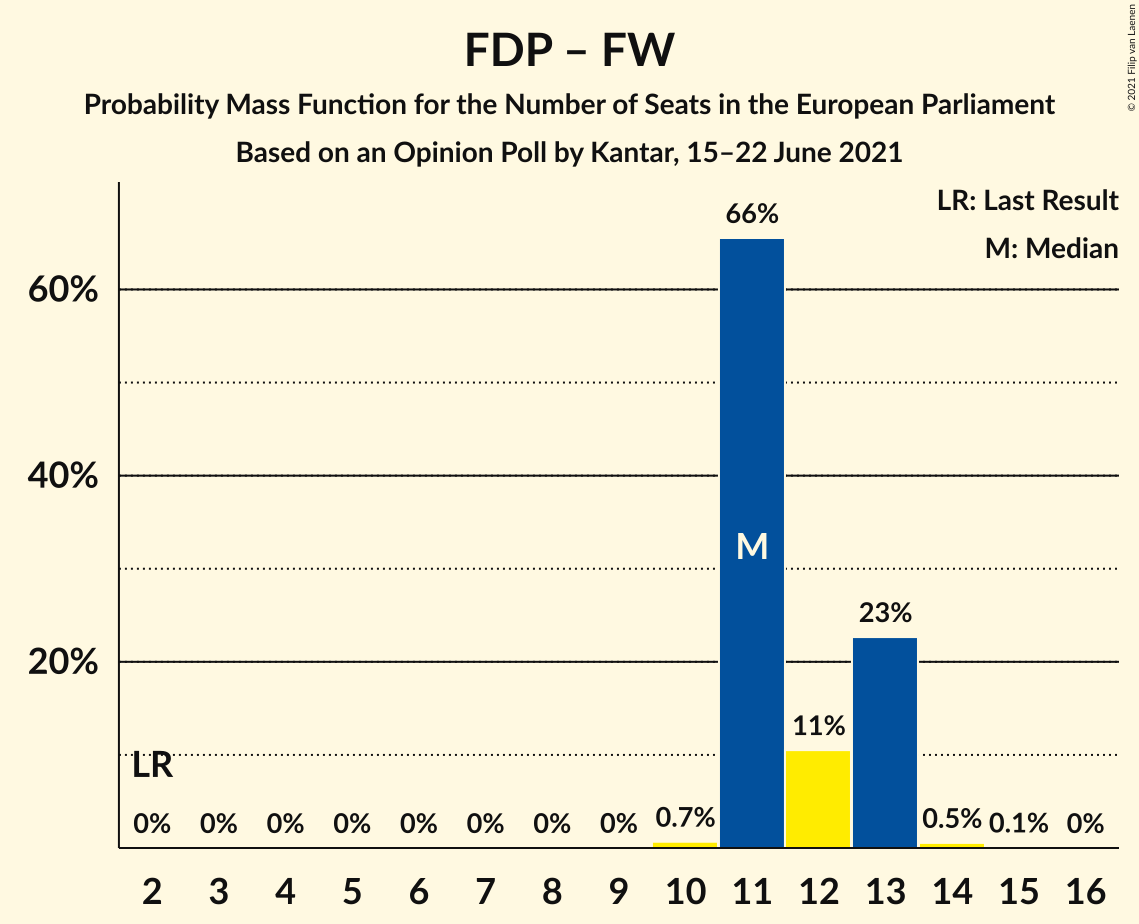 FDP – FW
Probability Mass Function for the Number of Seats in the European Parliament
Based on an Opinion Poll by Kantar, 15–22 June 2021
© 2021 Filip van Laenen
LR: Last Result
M: Median
66%
60%
40%
M
23%
20%
11%
LR
0% 0% 0% 0% 0% 0% 0% 0% 0.7% 0.5% 0.1% 0%
2 3 4 5 6 7 8 9 10 11 12 13 14 15 16